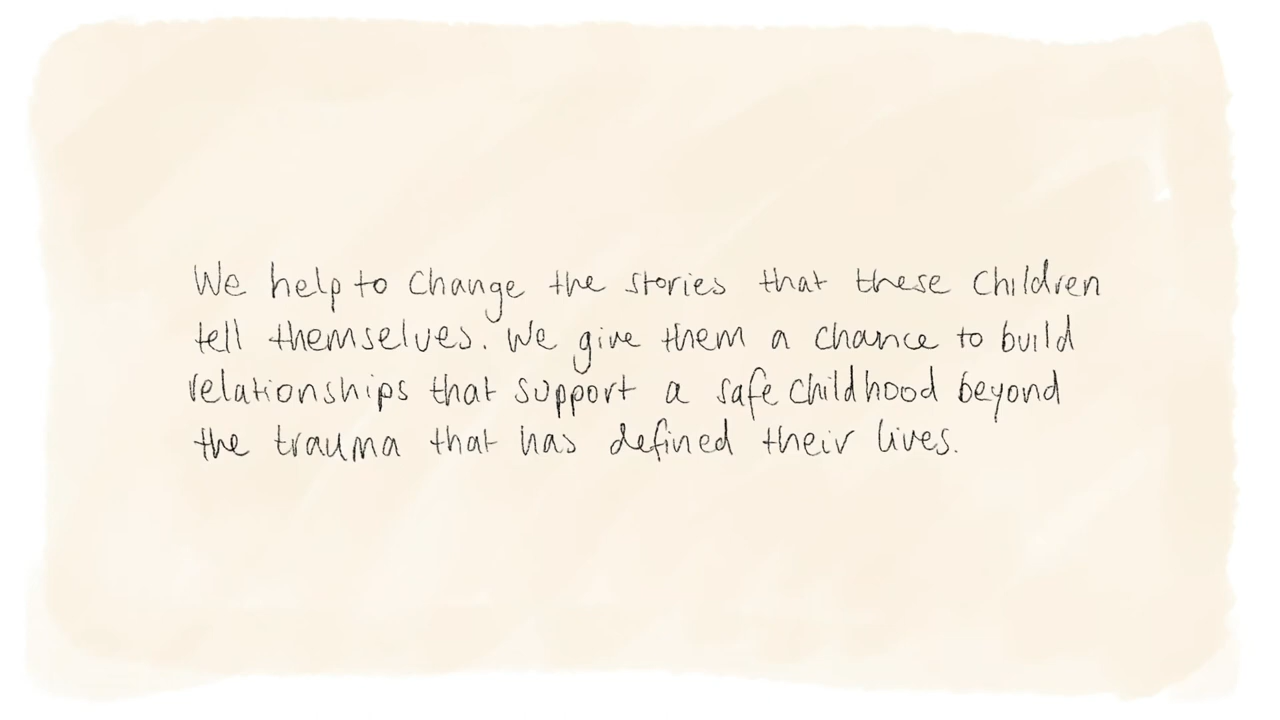 We help to change the stories that these children
tell themselves. We give them a chance to build
relationships that support a safe childhood beyond
the trauma that has defined their lives.